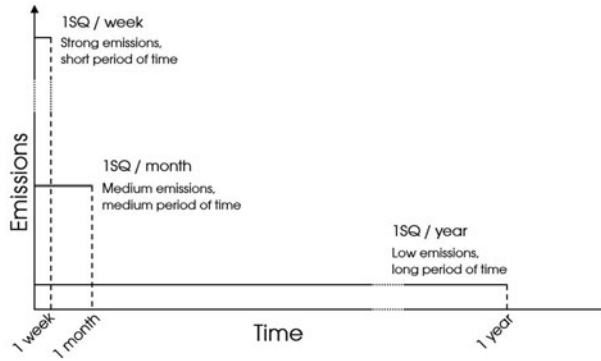 1SQ / week
Strong emissions,
short period of time
1SQ / month
Medium emissions,
medium period of time
1SQ / year
Low emissions,
long period of time
Emissions
1 week
1 month
Time
1 year